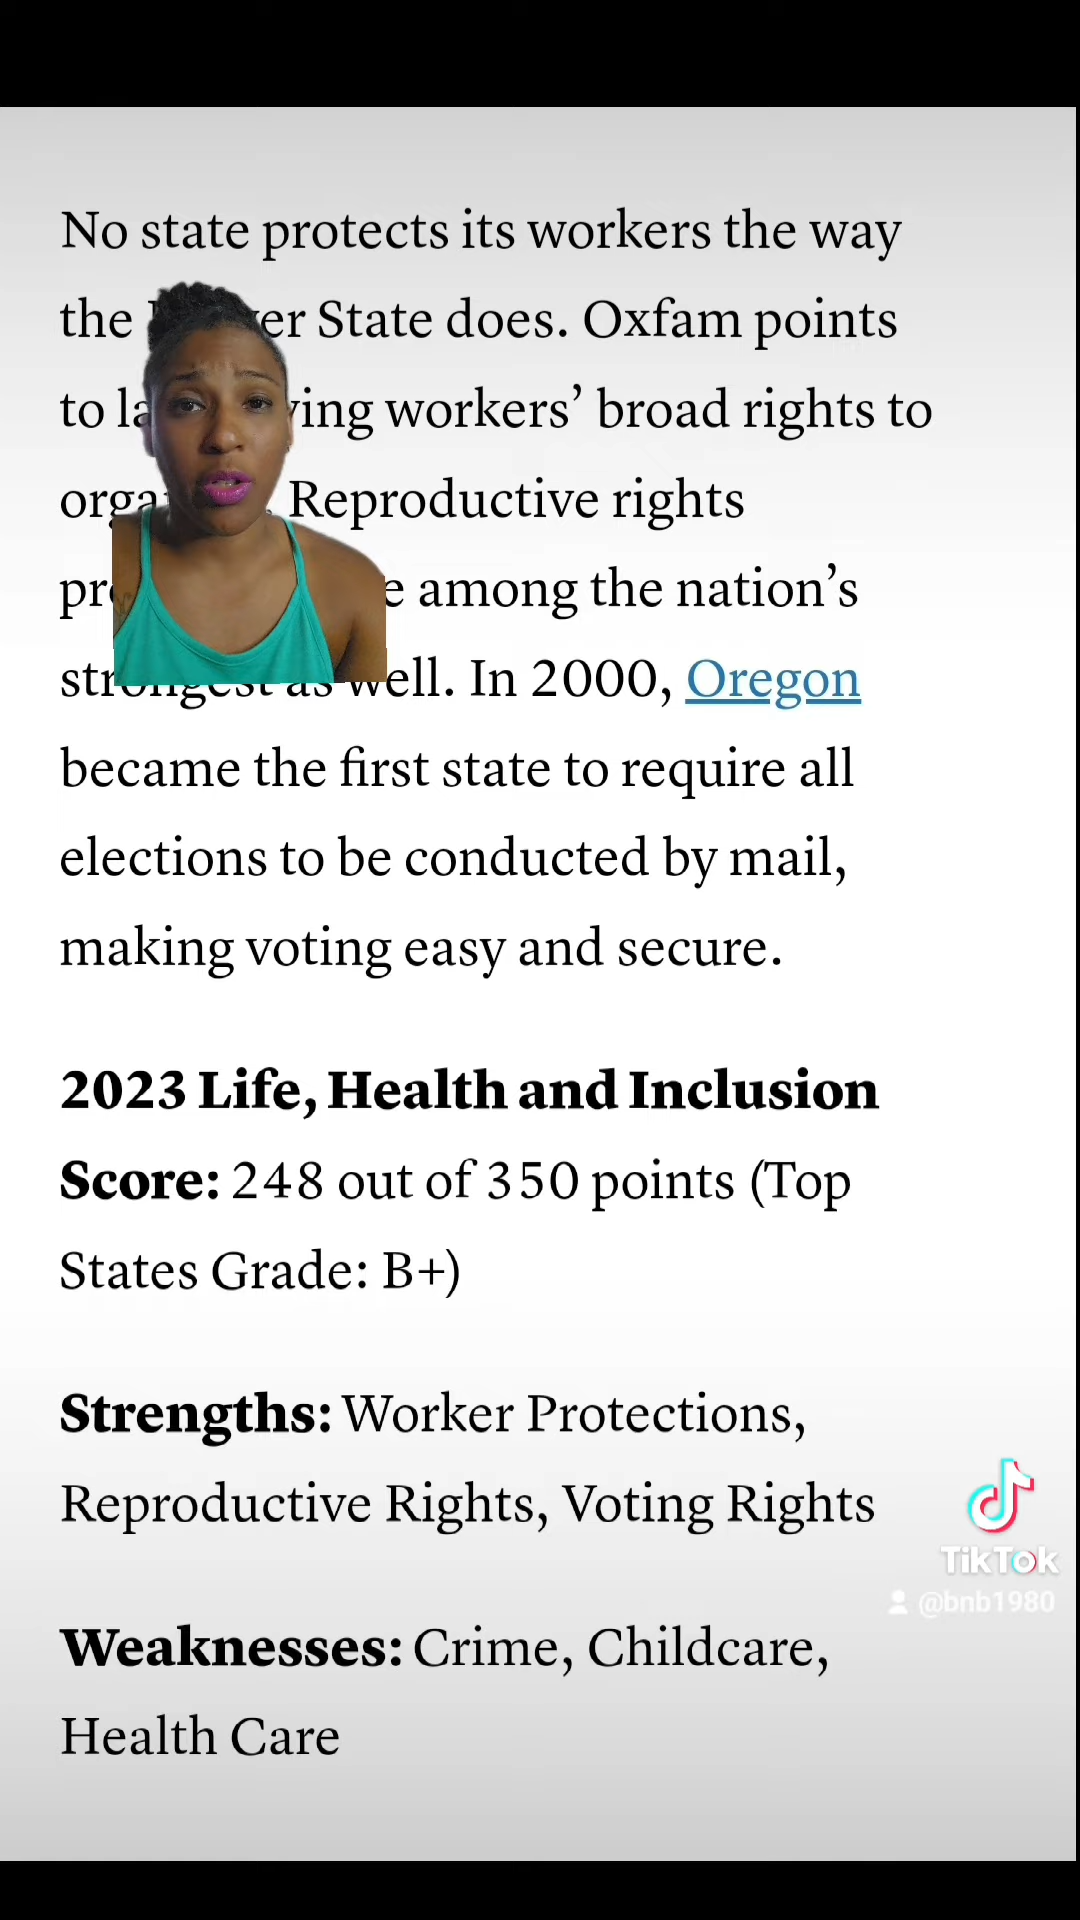 No state protects its workers the way
the er State does. Oxfam points
to workers’ broad rights to
Reproductive rights
among the nation’s
strongest as well. In 2000, Oregon
became the first state to require all
elections to be conducted by mail,
making voting easy and secure.
2023 Life, Health and Inclusion
Score: 248 out of 350 points (Top
States Grade: B+)
Strengths: Worker Protections,
Reproductive Rights, Voting Rights
TikTok
@bnb1980
Weaknesses: Crime, Childcare,
Health Care